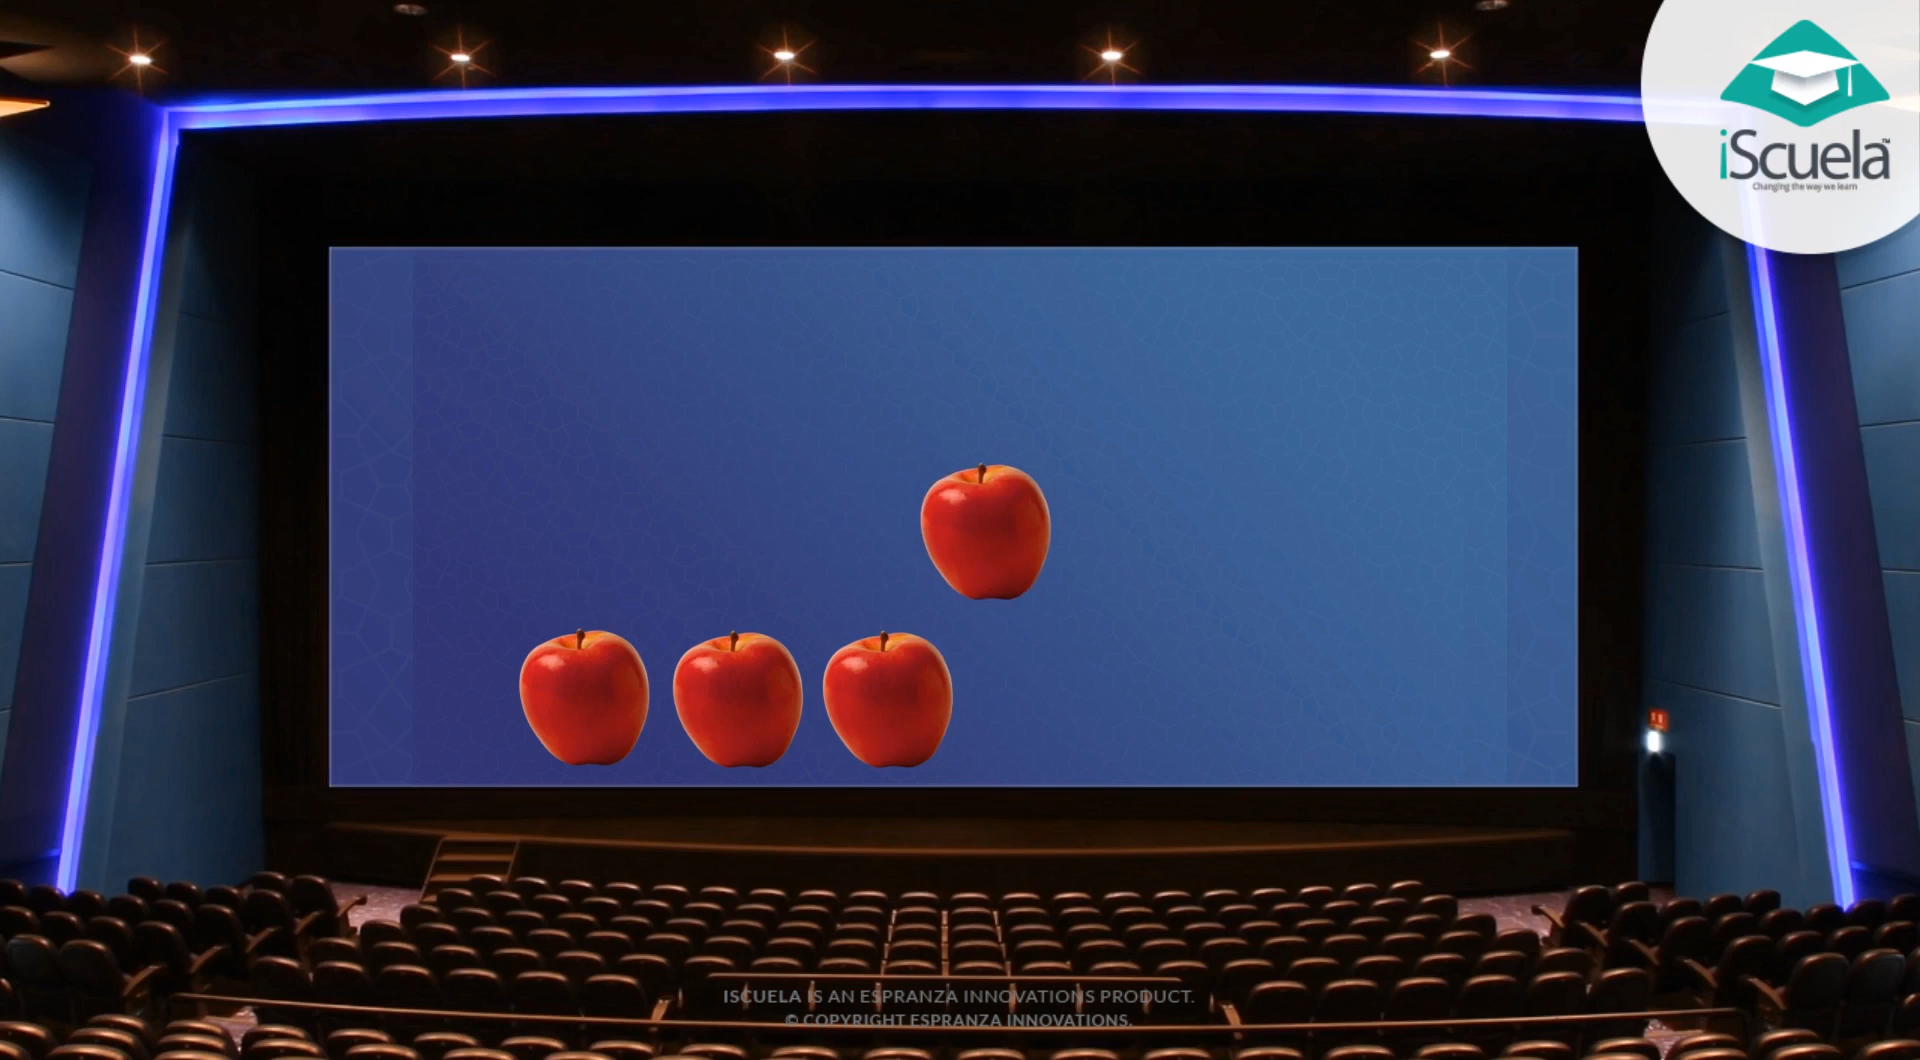 iScuela™
Changing the way we learn
ISCUELA IS AN ESPRANZA INNOVATIONS PRODUCT.
© COPYRIGHT ESPRANZA INNOVATIONS.